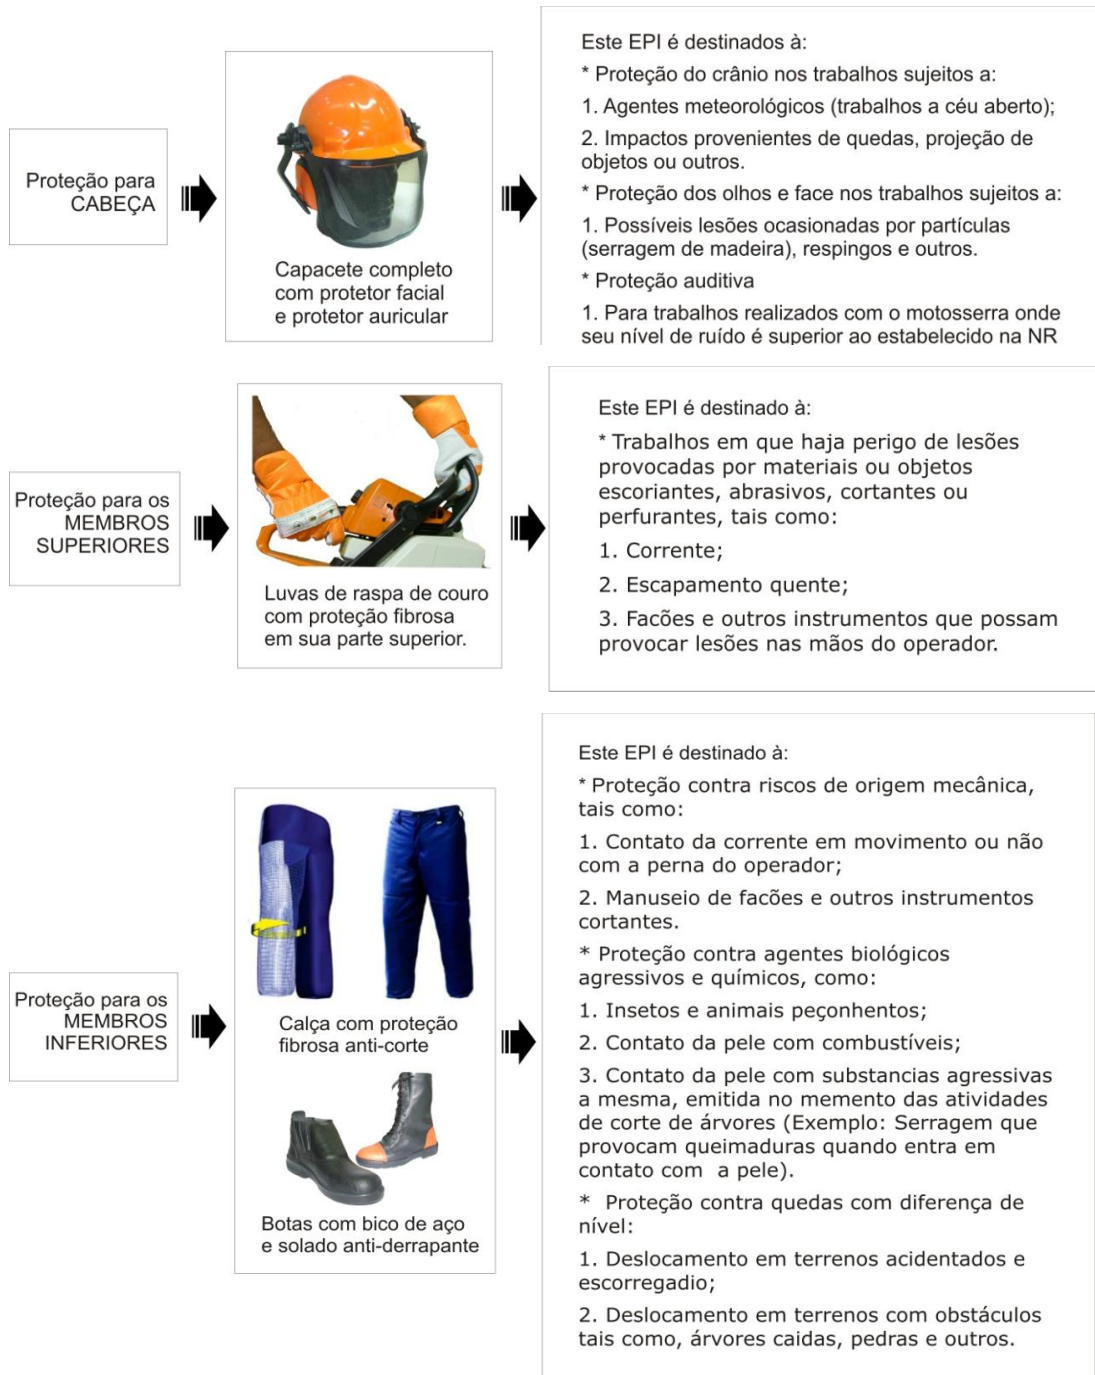 Proteção para
CABEÇA
Capacete completo
com protetor facial
e protetor auricular
Este EPI é destinados à:
* Proteção do crânio nos trabalhos sujeitos a:
1. Agentes meteorológicos (trabalhos a céu aberto);
2. Impactos provenientes de quedas, projeção de
objetos ou outros.
* Proteção dos olhos e face nos trabalhos sujeitos a:
1. Possíveis lesões ocasionadas por partículas
(serragem de madeira), respingos e outros.
* Proteção auditiva
1. Para trabalhos realizados com o motosserra onde
seu nível de ruído é superior ao estabelecido na NR
Proteção para os
MEMBROS
SUPERIORES
Luvas de raspa de couro
com proteção fibrosa
em sua parte superior.
Este EPI é destinado à:
* Trabalhos em que haja perigo de lesões
provocadas por materiais ou objetos
escoriantes, abrasivos, cortantes ou
perfurantes, tais como:
1. Corrente;
2. Escapamento quente;
3. Facões e outros instrumentos que possam
provocar lesões nas mãos do operador.
Proteção para os
MEMBROS
INFERIORES
Calça com proteção
fibrosa anti-corte
Botas com bico de aço
e solado anti-derrapante
Este EPI é destinado à:
* Proteção contra riscos de origem mecânica,
tais como:
1. Contato da corrente em movimento ou não
com a perna do operador;
2. Manuseio de facões e outros instrumentos
cortantes.
* Proteção contra agentes biológicos
agressivos e químicos, como:
1. Insetos e animais peçonhentos;
2. Contato da pele com combustíveis;
3. Contato da pele com substancias agressivas
a mesma, emitida no memento das atividades
de corte de árvores (Exemplo: Serragem que
provocam queimaduras quando entra em
contato com  a pele).
*  Proteção contra quedas com diferença de
nível:
1. Deslocamento em terrenos acidentados e
escorregadio;
2. Deslocamento em terrenos com obstáculos
tais como, árvores caidas, pedras e outros.